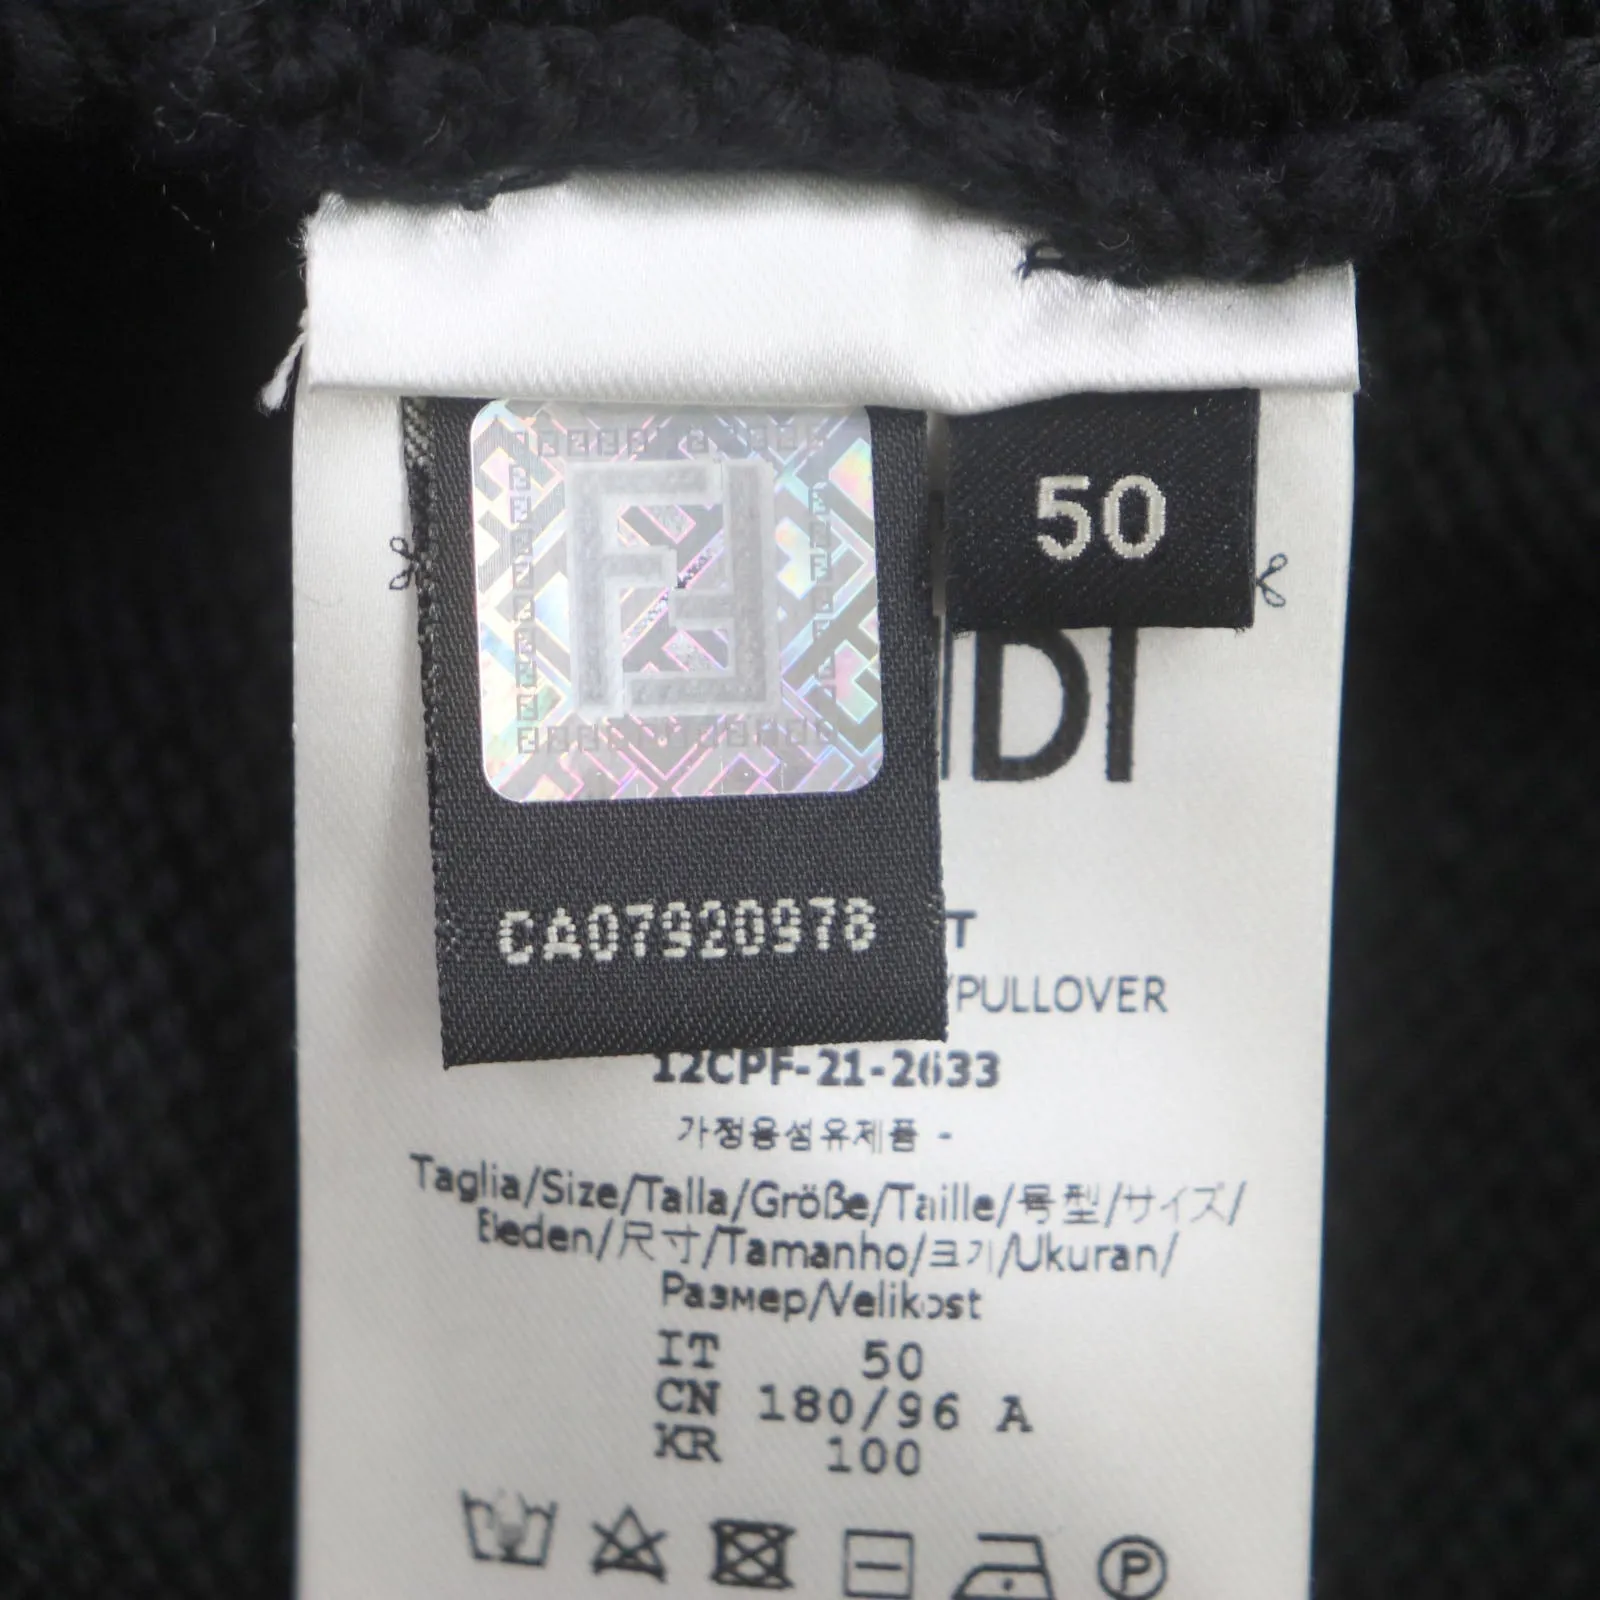 50
IDI
CA07920978
T
/PULLOVER
12CPF-21-2633
가정용섬유제품 -
Taglia/Size/Talla/Größe/Taille/号型/サイズ/
Beden/尺寸/Tamanho/크기/Ukuran/
Размер/Velikost
IT 50
CN 180/96 A
KR 100
P